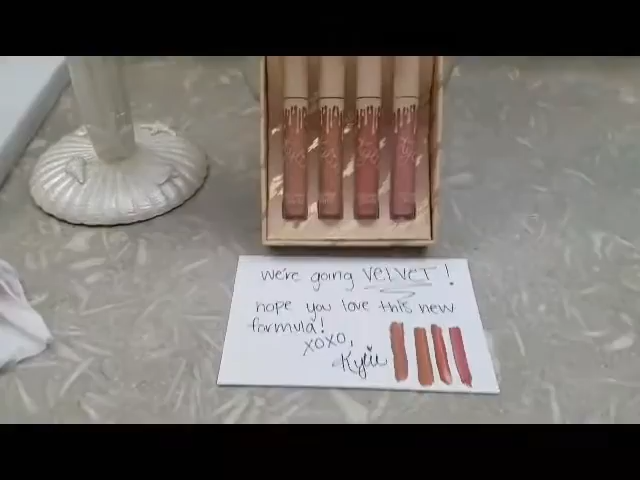 we're going VELVET!
hope you love this new
formula!
XOXO,
Kylie